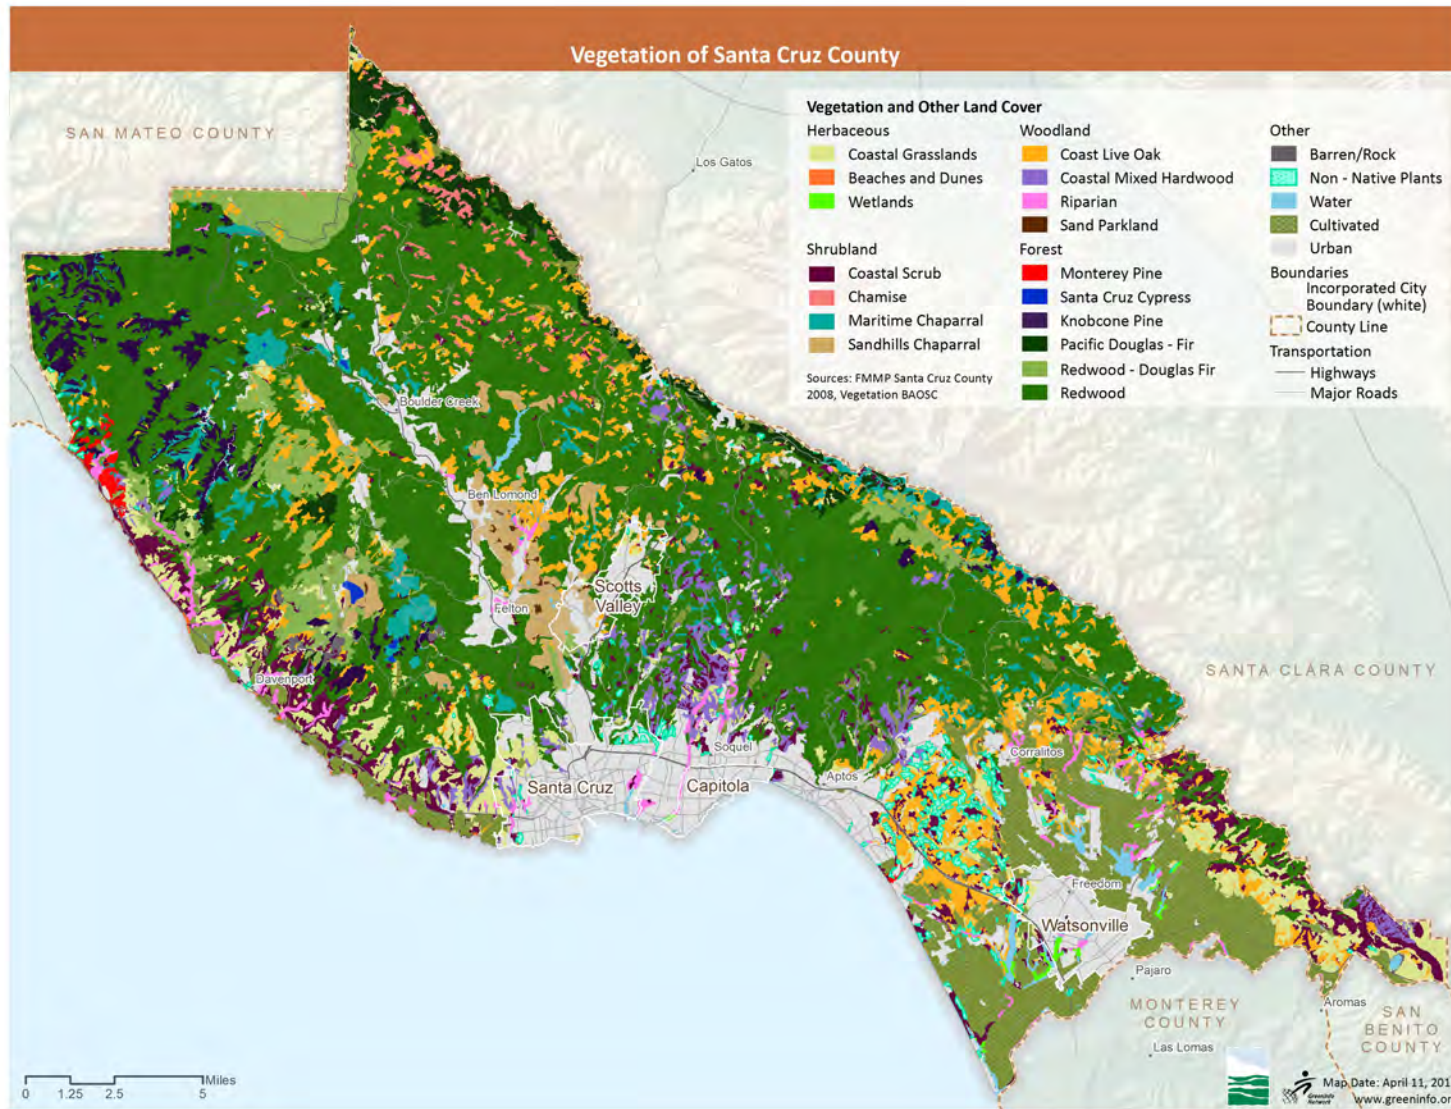 Vegetation of Santa Cruz County
Vegetation and Other Land Cover
Herbaceous
Coastal Grasslands
Beaches and Dunes
Wetlands
Shrubland
Coastal Scrub
Chamise
Maritime Chaparral
Sandhills Chaparral
Sources: FMMP Santa Cruz County
2008, Vegetation BAOSC
Woodland
Coast Live Oak
Coastal Mixed Hardwood
Riparian
Sand Parkland
Forest
Monterey Pine
Santa Cruz Cypress
Knobcone Pine
Pacific Douglas - Fir
Redwood - Douglas Fir
Redwood
Other
Barren/Rock
Non - Native Plants
Water
Cultivated
Urban
Boundaries
Incorporated City
Boundary (white)
County Line
Transportation
Highways
Major Roads
SAN MATEO COUNTY
Los Gatos
Boulder Creek
Ben Lomond
Scotts
Valley
Felton
SANTA CLARA COUNTY
Davenport
Soquel
Corralitos
Aptos
Santa Cruz
Capitola
Freedom
Watsonville
Pajaro
MONTEREY
COUNTY
Aromas
SAN
BENITO
COUNTY
Las Lomas
Miles
0 1.25 2.5 5
GreenInfo
Network
Map Date: April 11, 201
www.greeninfo.or